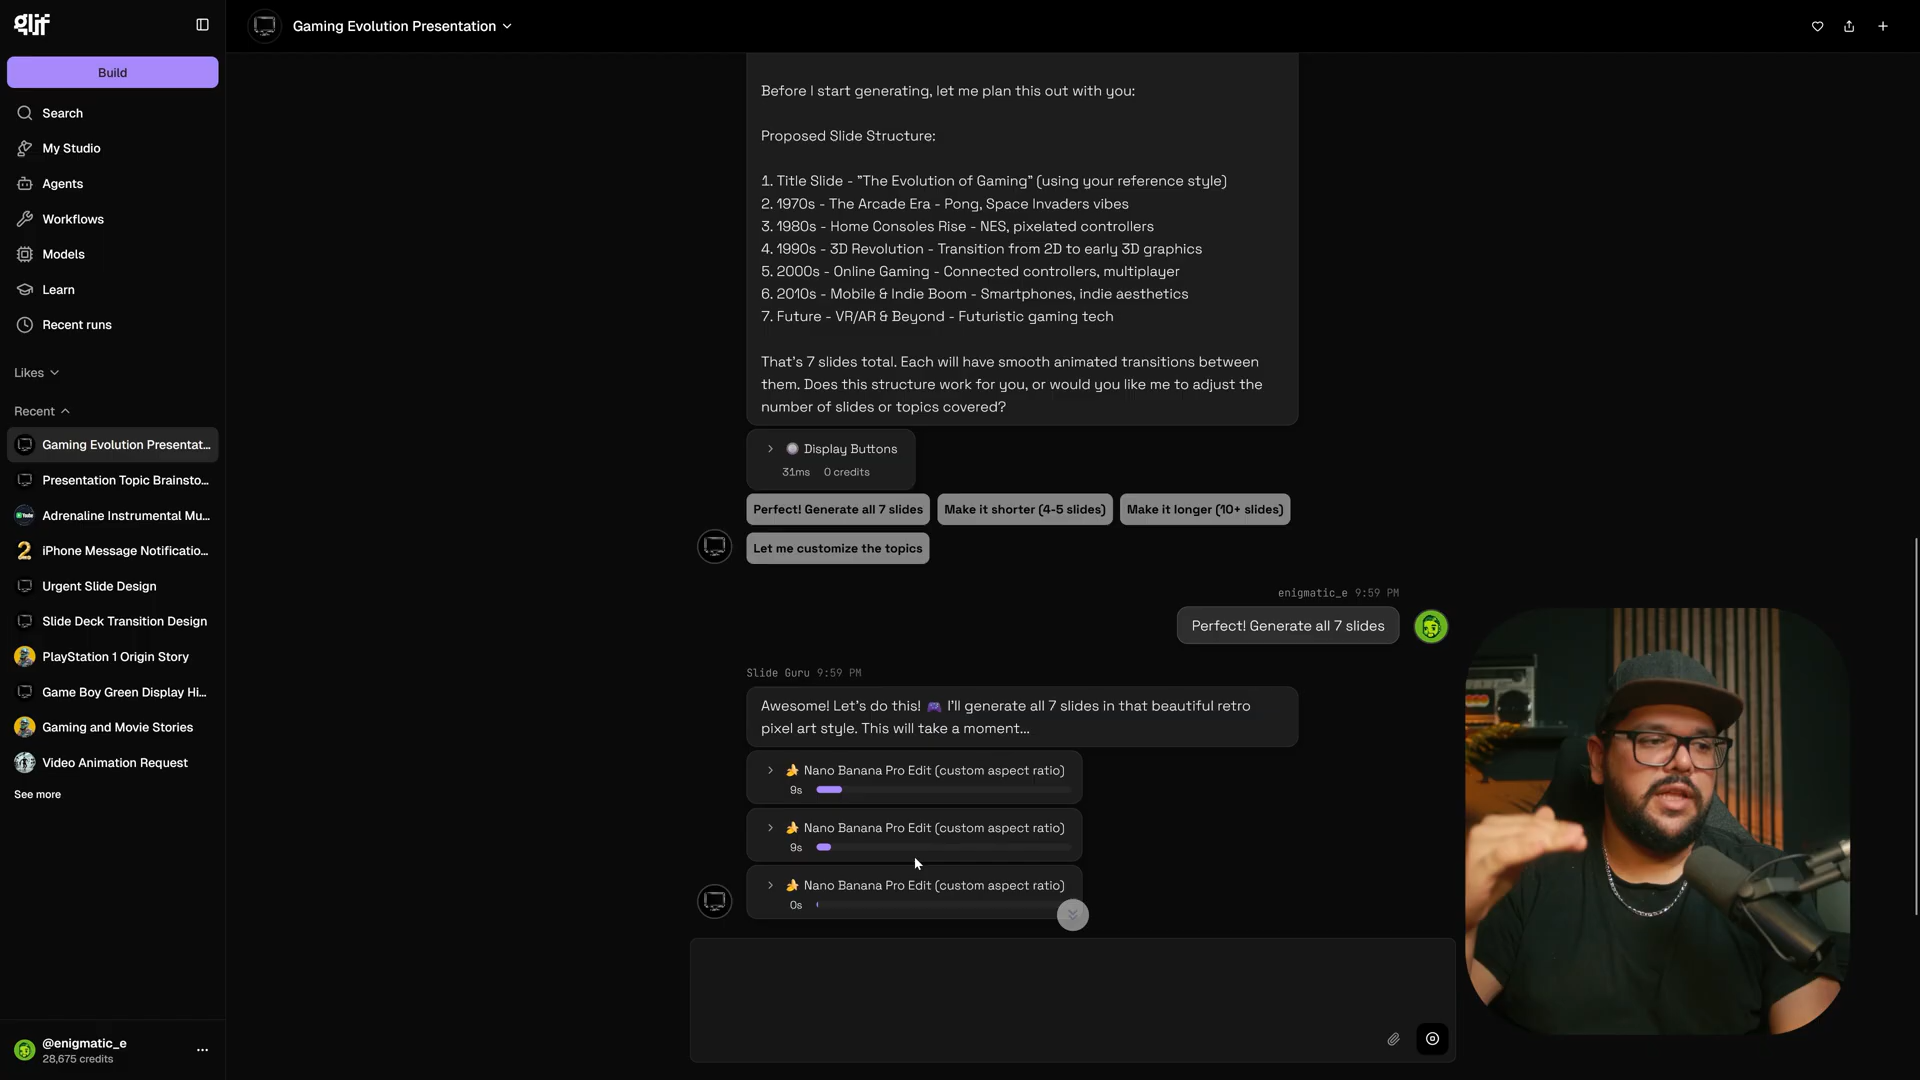 glif
Build
Search
My Studio
Agents
Workflows
Models
Learn
Recent runs
Likes
Recent
Gaming Evolution Presentat...
Presentation Topic Brainsto...
Adrenaline Instrumental Mu...
iPhone Message Notificatio...
Urgent Slide Design
Slide Deck Transition Design
PlayStation 1 Origin Story
Game Boy Green Display Hi...
Gaming and Movie Stories
Video Animation Request
See more
@enigmatic_e
28,675 credits
Gaming Evolution Presentation
Before I start generating, let me plan this out with you:
Proposed Slide Structure:
1. Title Slide - "The Evolution of Gaming" (using your reference style)
2. 1970s - The Arcade Era - Pong, Space Invaders vibes
3. 1980s - Home Consoles Rise - NES, pixelated controllers
4. 1990s - 3D Revolution - Transition from 2D to early 3D graphics
5. 2000s - Online Gaming - Connected controllers, multiplayer
6. 2010s - Mobile & Indie Boom - Smartphones, indie aesthetics
7. Future - VR/AR & Beyond - Futuristic gaming tech
That's 7 slides total. Each will have smooth animated transitions between
them. Does this structure work for you, or would you like me to adjust the
number of slides or topics covered?
Display Buttons
31ms 0 credits
Perfect! Generate all 7 slides
Make it shorter (4-5 slides)
Make it longer (10+ slides)
Let me customize the topics
enigmatic_e 9:59 PM
Perfect! Generate all 7 slides
Slide Guru 9:59 PM
Awesome! Let's do this! 🎮 I'll generate all 7 slides in that beautiful retro
pixel art style. This will take a moment...
🍌 Nano Banana Pro Edit (custom aspect ratio)
9s
🍌 Nano Banana Pro Edit (custom aspect ratio)
9s
🍌 Nano Banana Pro Edit (custom aspect ratio)
0s